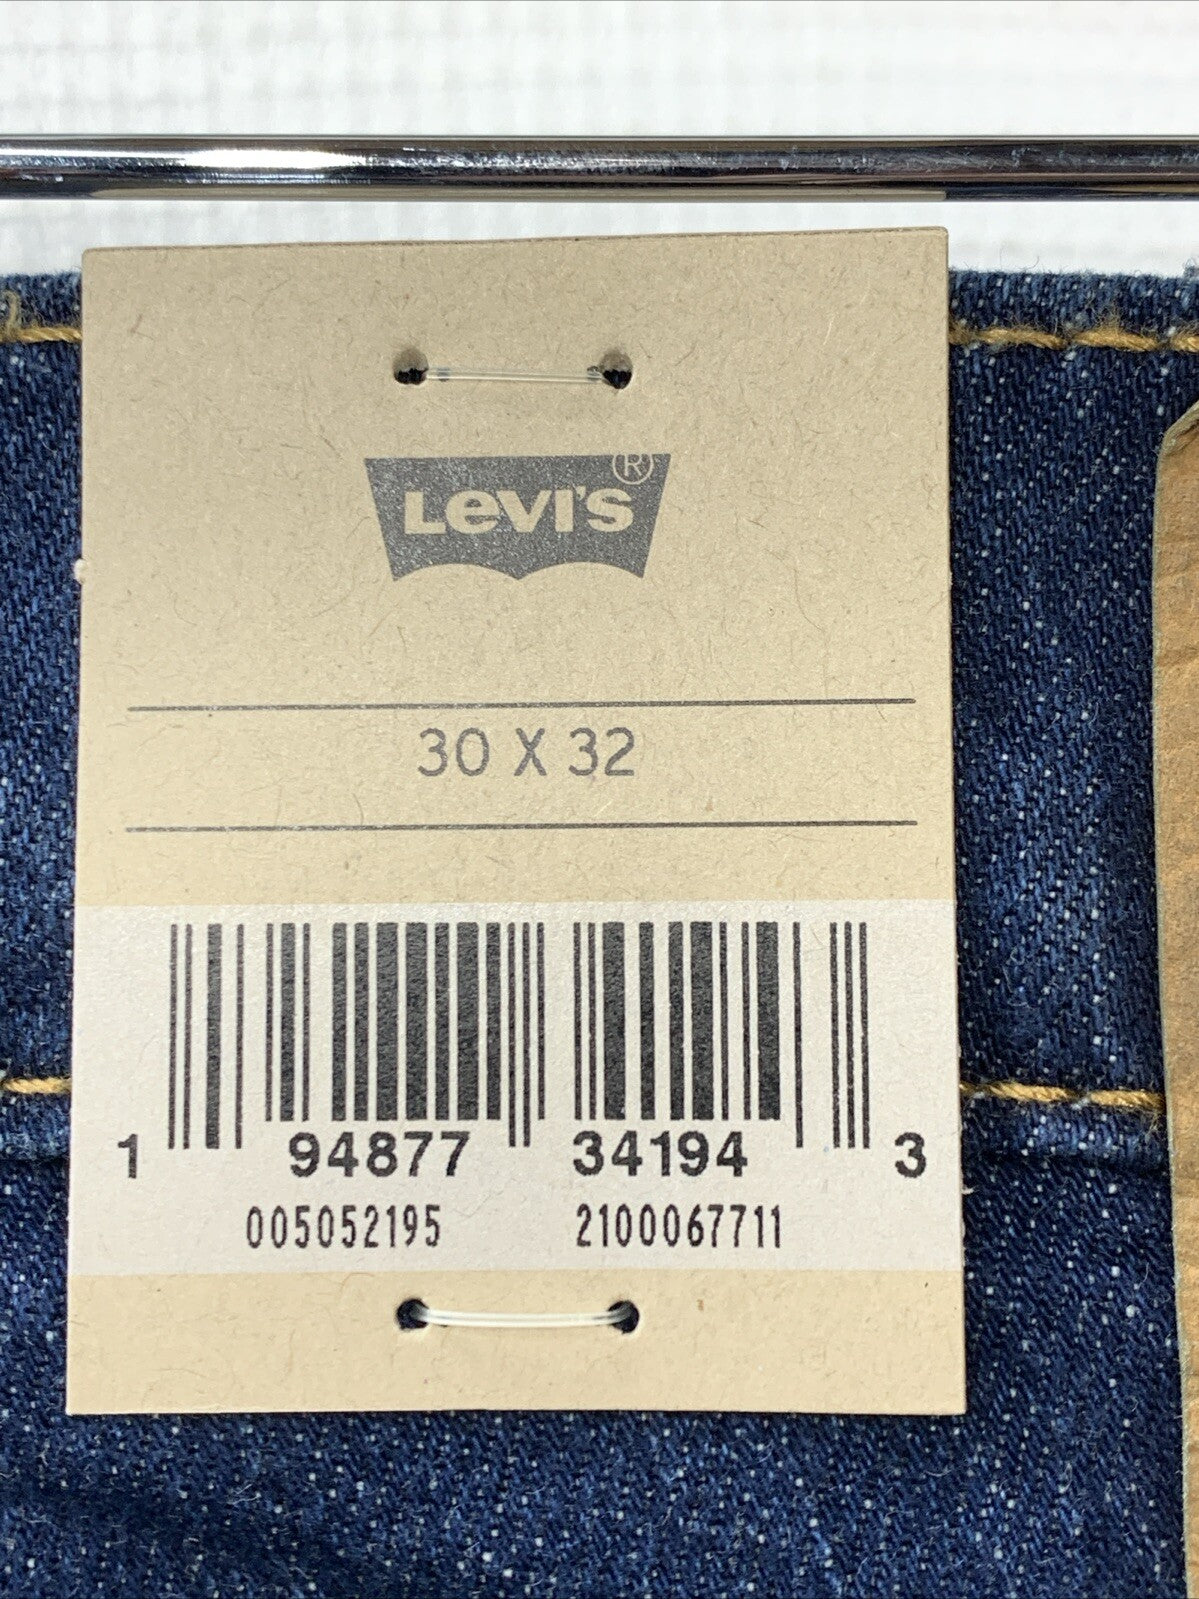 Levi's®
30 X 32
1 94877 34194 3
005052195 2100067711